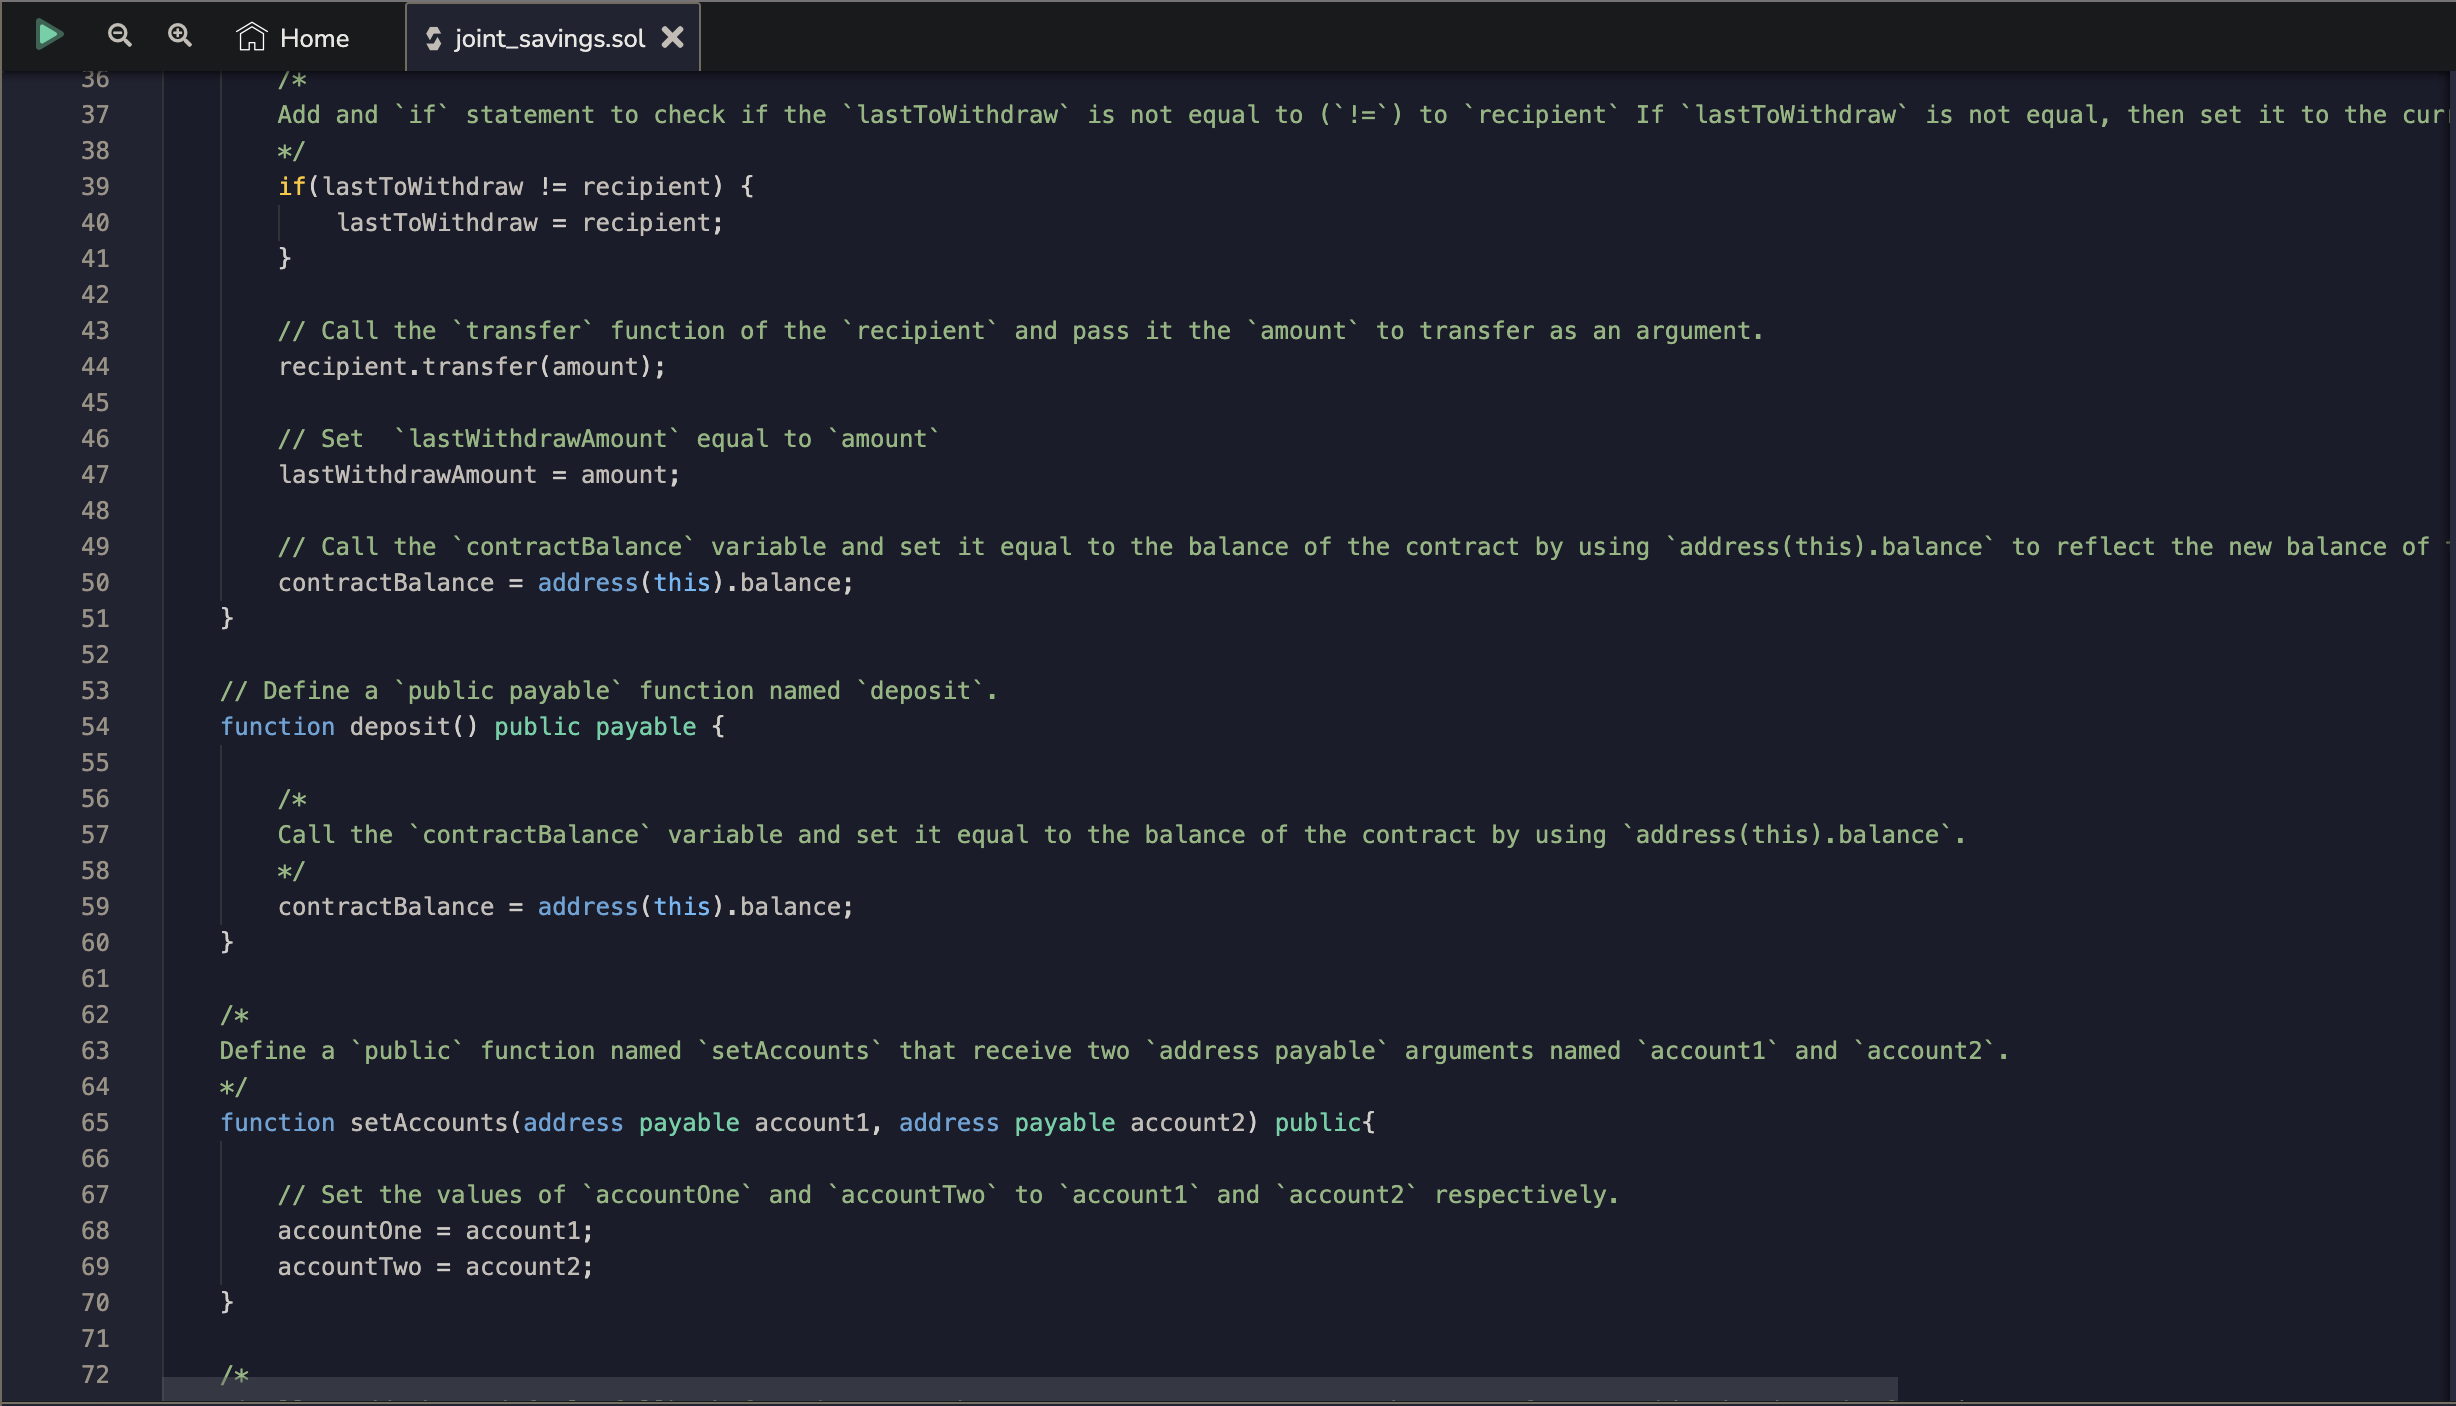 Home
joint_savings.sol
36 /*
37 Add and `if` statement to check if the `lastToWithdraw` is not equal to (`!=`) to `recipient` If `lastToWithdraw` is not equal, then set it to the cur
38 */
39 if(lastToWithdraw != recipient) {
40 lastToWithdraw = recipient;
41 }
42
43 // Call the `transfer` function of the `recipient` and pass it the `amount` to transfer as an argument.
44 recipient.transfer(amount);
45
46 // Set  `lastWithdrawAmount` equal to `amount`
47 lastWithdrawAmount = amount;
48
49 // Call the `contractBalance` variable and set it equal to the balance of the contract by using `address(this).balance` to reflect the new balance of
50 contractBalance = address(this).balance;
51 }
52
53 // Define a `public payable` function named `deposit`.
54 function deposit() public payable {
55
56 /*
57 Call the `contractBalance` variable and set it equal to the balance of the contract by using `address(this).balance`.
58 */
59 contractBalance = address(this).balance;
60 }
61
62 /*
63 Define a `public` function named `setAccounts` that receive two `address payable` arguments named `account1` and `account2`.
64 */
65 function setAccounts(address payable account1, address payable account2) public{
66
67 // Set the values of `accountOne` and `accountTwo` to `account1` and `account2` respectively.
68 accountOne = account1;
69 accountTwo = account2;
70 }
71
72 /*